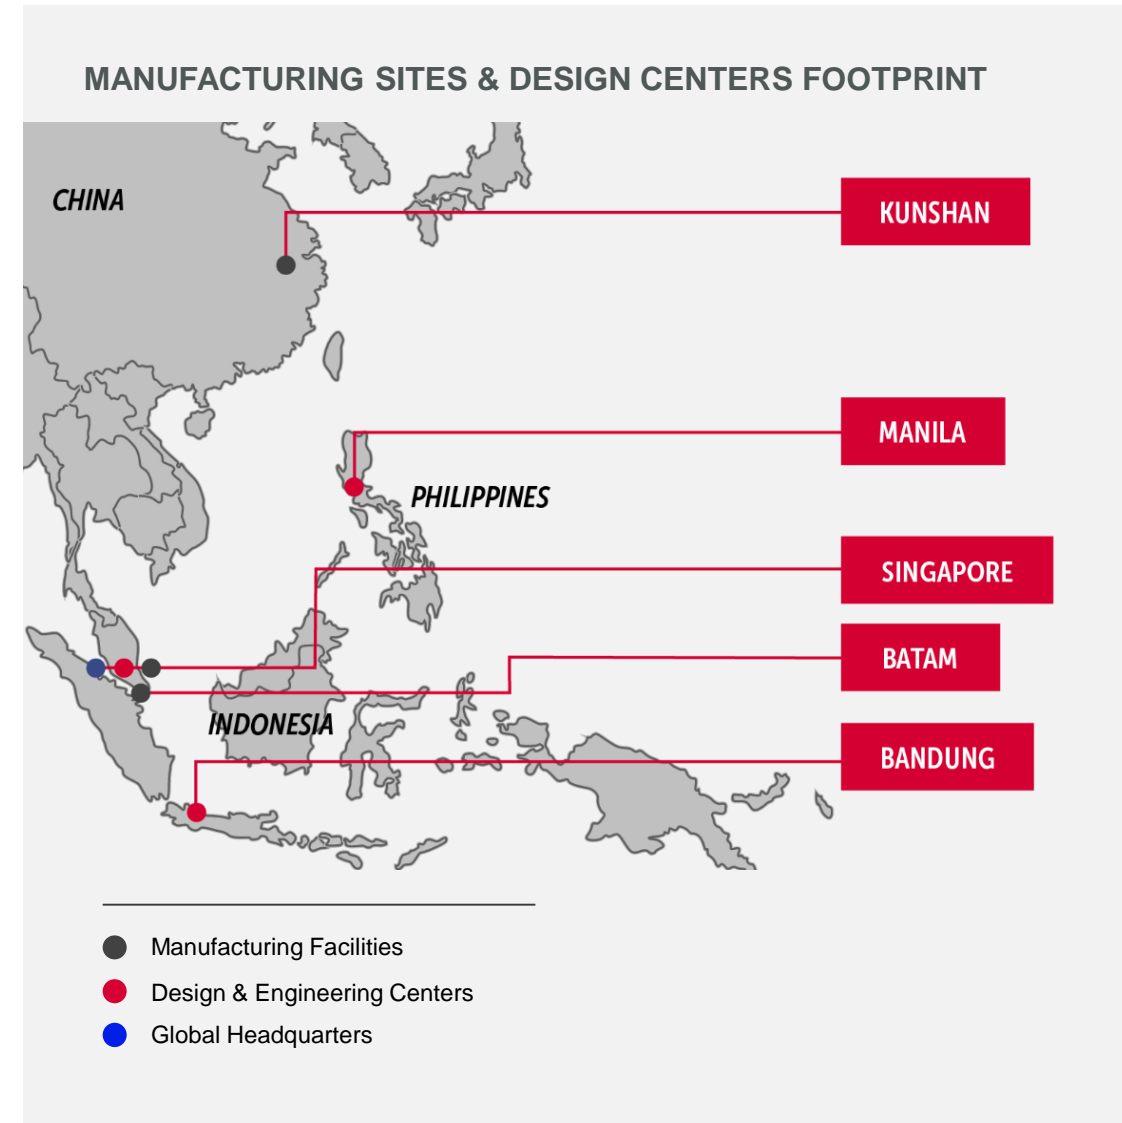 MANUFACTURING SITES & DESIGN CENTERS FOOTPRINT
CHINA
KUNSHAN
MANILA
PHILIPPINES
SINGAPORE
BATAM
INDONESIA
BANDUNG
Manufacturing Facilities
Design & Engineering Centers
Global Headquarters